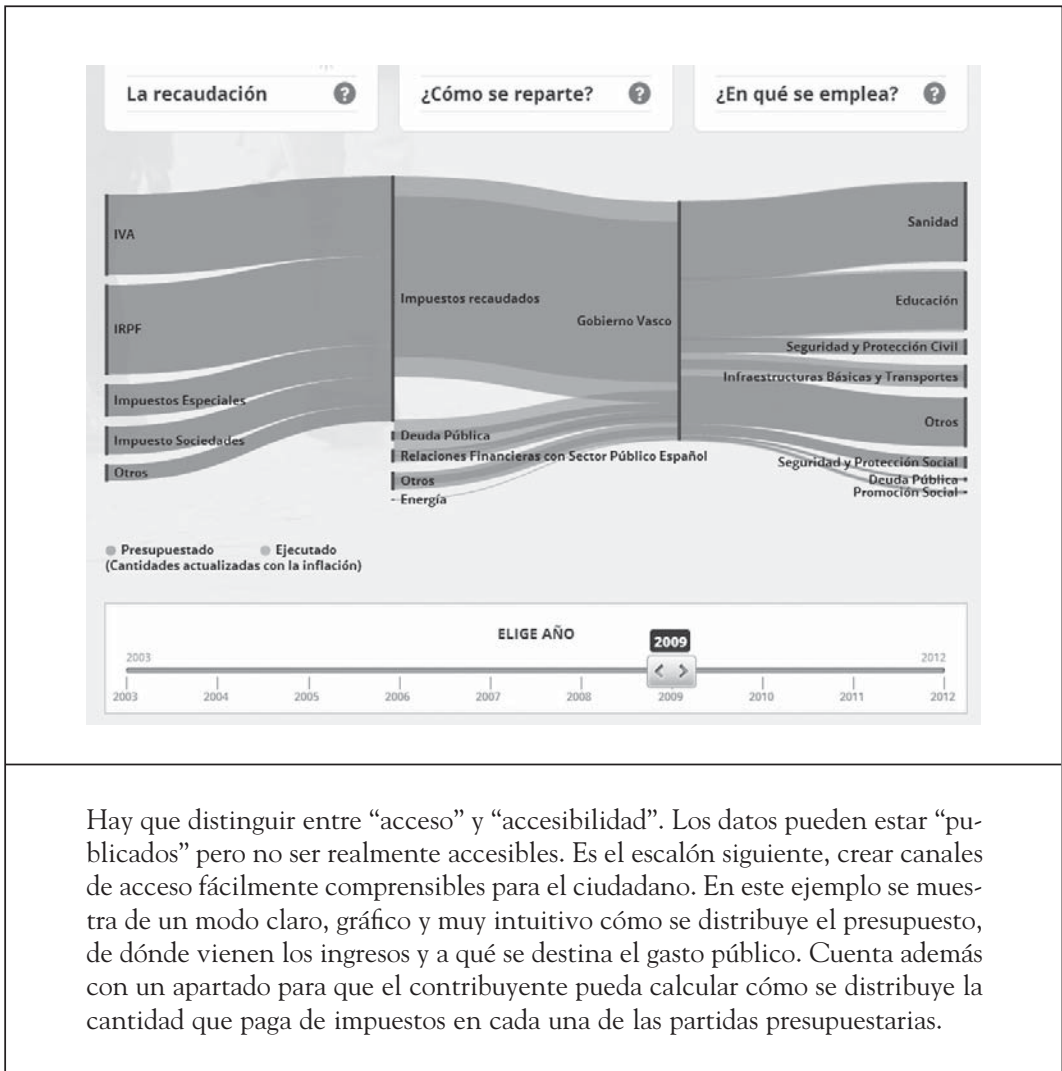 La recaudación ?
¿Cómo se reparte? ?
¿En qué se emplea? ?
IVA
IRPF
Impuestos Especiales
Impuesto Sociedades
Otros
Impuestos recaudados
Deuda Pública
Relaciones Financieras con Sector Público Español
Otros
Energía
Gobierno Vasco
Sanidad
Educación
Seguridad y Protección Civil
Infraestructuras Básicas y Transportes
Otros
Seguridad y Protección Social
Deuda Pública
Promoción Social
Presupuestado Ejecutado
(Cantidades actualizadas con la inflación)
ELIGE AÑO
2009
2003 2012
2003 2004 2005 2006 2007 2008 2009 2010 2011 2012
Hay que distinguir entre “acceso” y “accesibilidad”. Los datos pueden estar “pu-
blicados” pero no ser realmente accesibles. Es el escalón siguiente, crear canales
de acceso fácilmente comprensibles para el ciudadano. En este ejemplo se mues-
tra de un modo claro, gráfico y muy intuitivo cómo se distribuye el presupuesto,
de dónde vienen los ingresos y a qué se destina el gasto público. Cuenta además
con un apartado para que el contribuyente pueda calcular cómo se distribuye la
cantidad que paga de impuestos en cada una de las partidas presupuestarias.